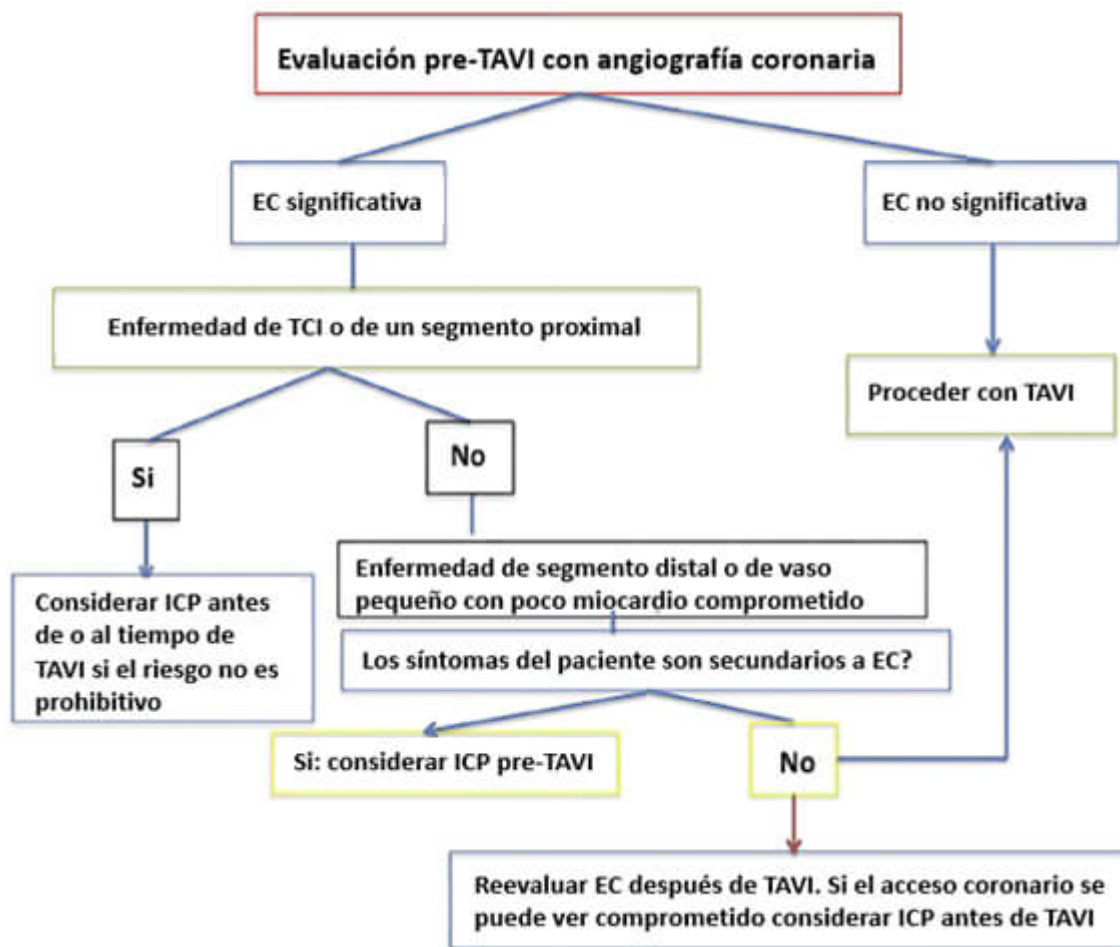 Evaluación pre-TAVI con angiografía coronaria
EC significativa
EC no significativa
Enfermedad de TCI o de un segmento proximal
Proceder con TAVI
Si
No
Considerar ICP antes
de o al tiempo de
TAVI si el riesgo no es
prohibitivo
Enfermedad de segmento distal o de vaso
pequeño con poco miocardio comprometido
Los síntomas del paciente son secundarios a EC?
Si: considerar ICP pre-TAVI
No
Reevaluar EC después de TAVI. Si el acceso coronario se
puede ver comprometido considerar ICP antes de TAVI